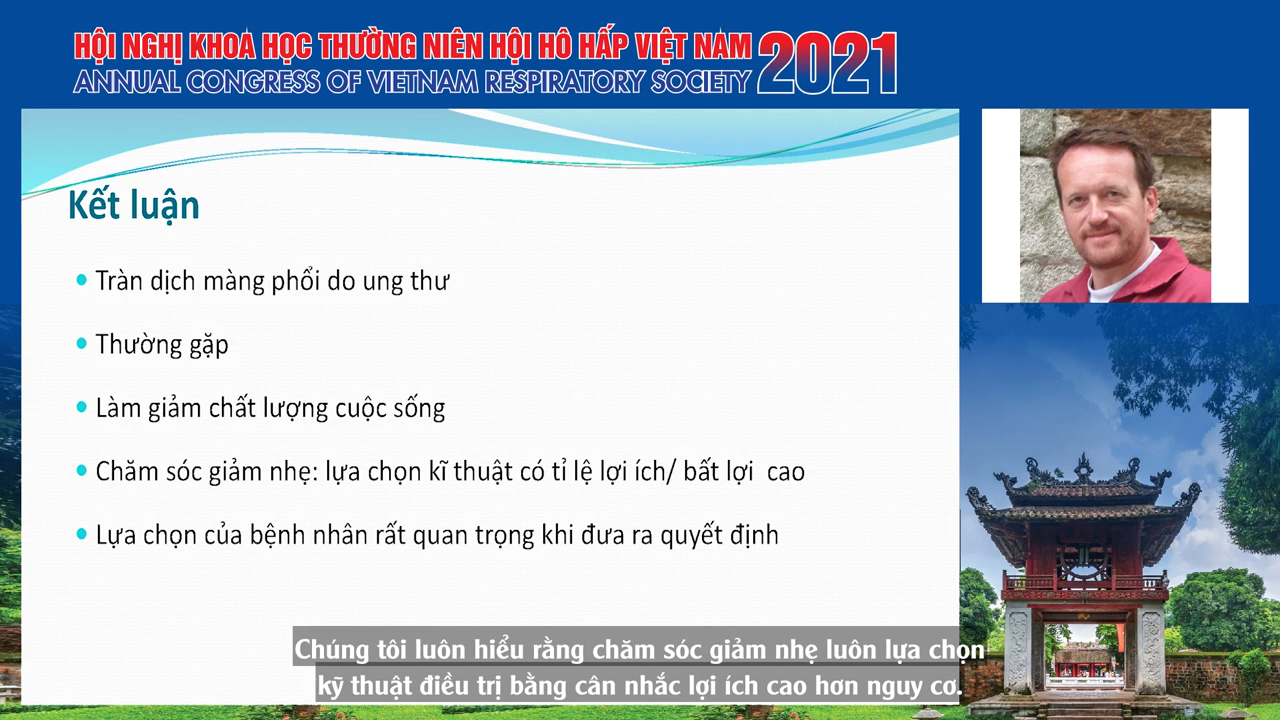 HỘI NGHỊ KHOA HỌC THƯỜNG NIÊN HỘI HÔ HẤP VIỆT NAM 2021
ANNUAL CONGRESS OF VIETNAM RESPIRATORY SOCIETY
Kết luận
Tràn dịch màng phổi do ung thư
Thường gặp
Làm giảm chất lượng cuộc sống
Chăm sóc giảm nhẹ: lựa chọn kĩ thuật có tỉ lệ lợi ích/ bất lợi cao
Lựa chọn của bệnh nhân rất quan trọng khi đưa ra quyết định
Chúng tôi luôn hiểu rằng chăm sóc giảm nhẹ luôn lựa chọn
kỹ thuật điều trị bằng cân nhắc lợi ích cao hơn nguy cơ.